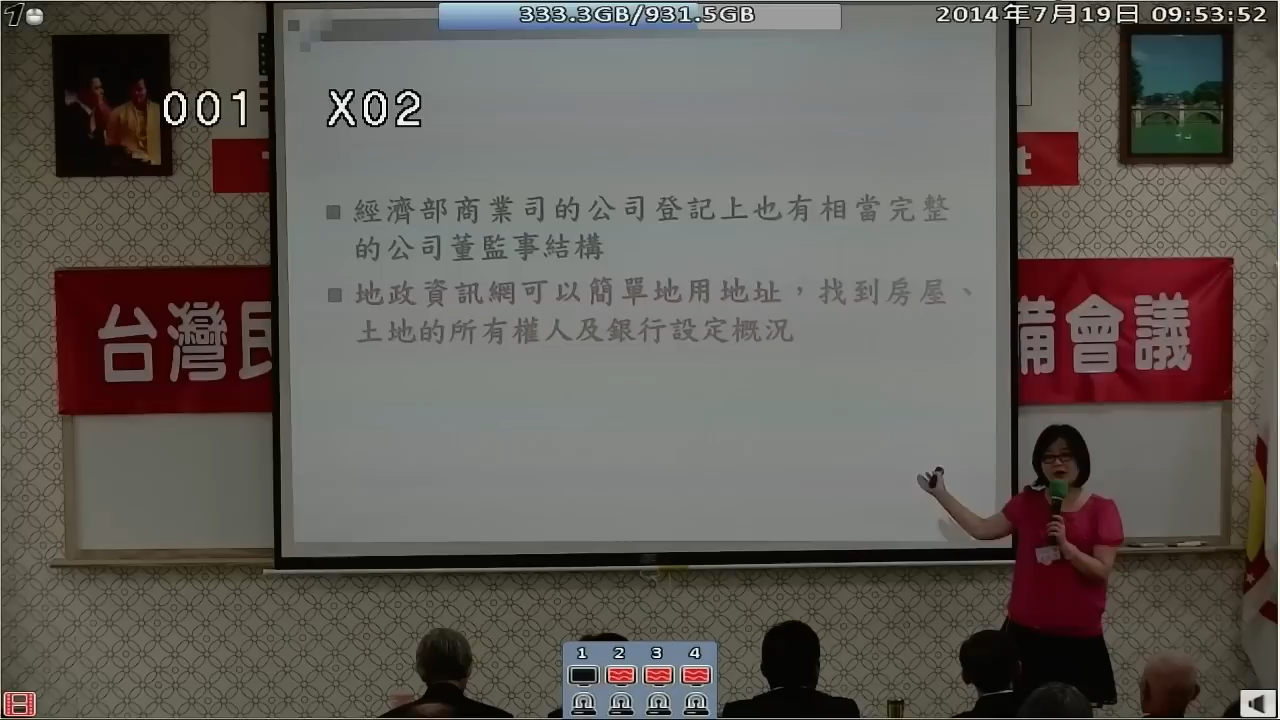 333.3GB/931.5GB
2014年7月19日 09:53:52
001 X02
經濟部商業司的公司登記上也有相當完整
的公司董監事結構
地政資訊網可以簡單地用地址，找到房屋、
土地的所有權人及銀行設定概況
t
台灣民
備會議
1 2 3 4